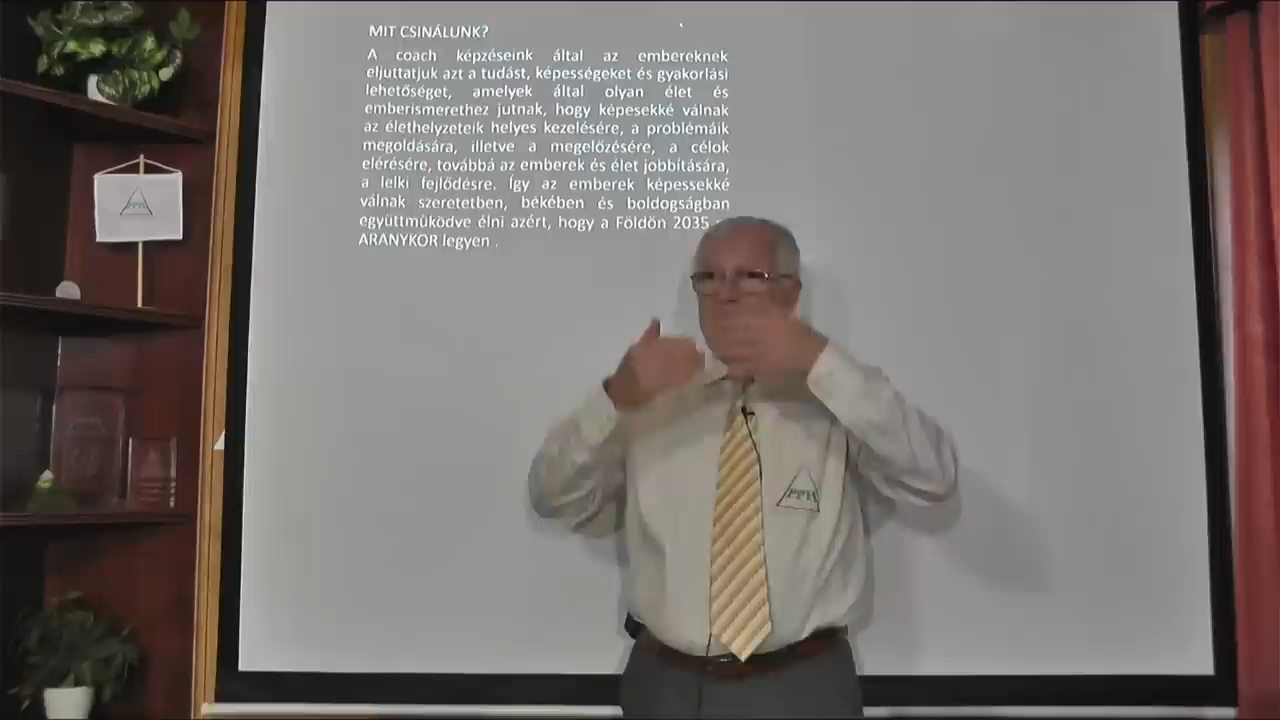 MIT CSINÁLUNK?
A coach képzéseink által az embereknek
eljuttatjuk azt a tudást, képességeket és gyakorlási
lehetőséget, amelyek által olyan élet és
emberismerethez jutnak, hogy képesekké válnak
az élethelyzeteik helyes kezelésére, a problémáik
megoldására, illetve a megelőzésére, a célok
elérésére, továbbá az emberek és élet jobbítására,
a lelki fejlődésre. Így az emberek képessekké
válnak szeretetben, békében és boldogságban
együttműködve élni azért, hogy a Földön 2035
ARANYKOR legyen .